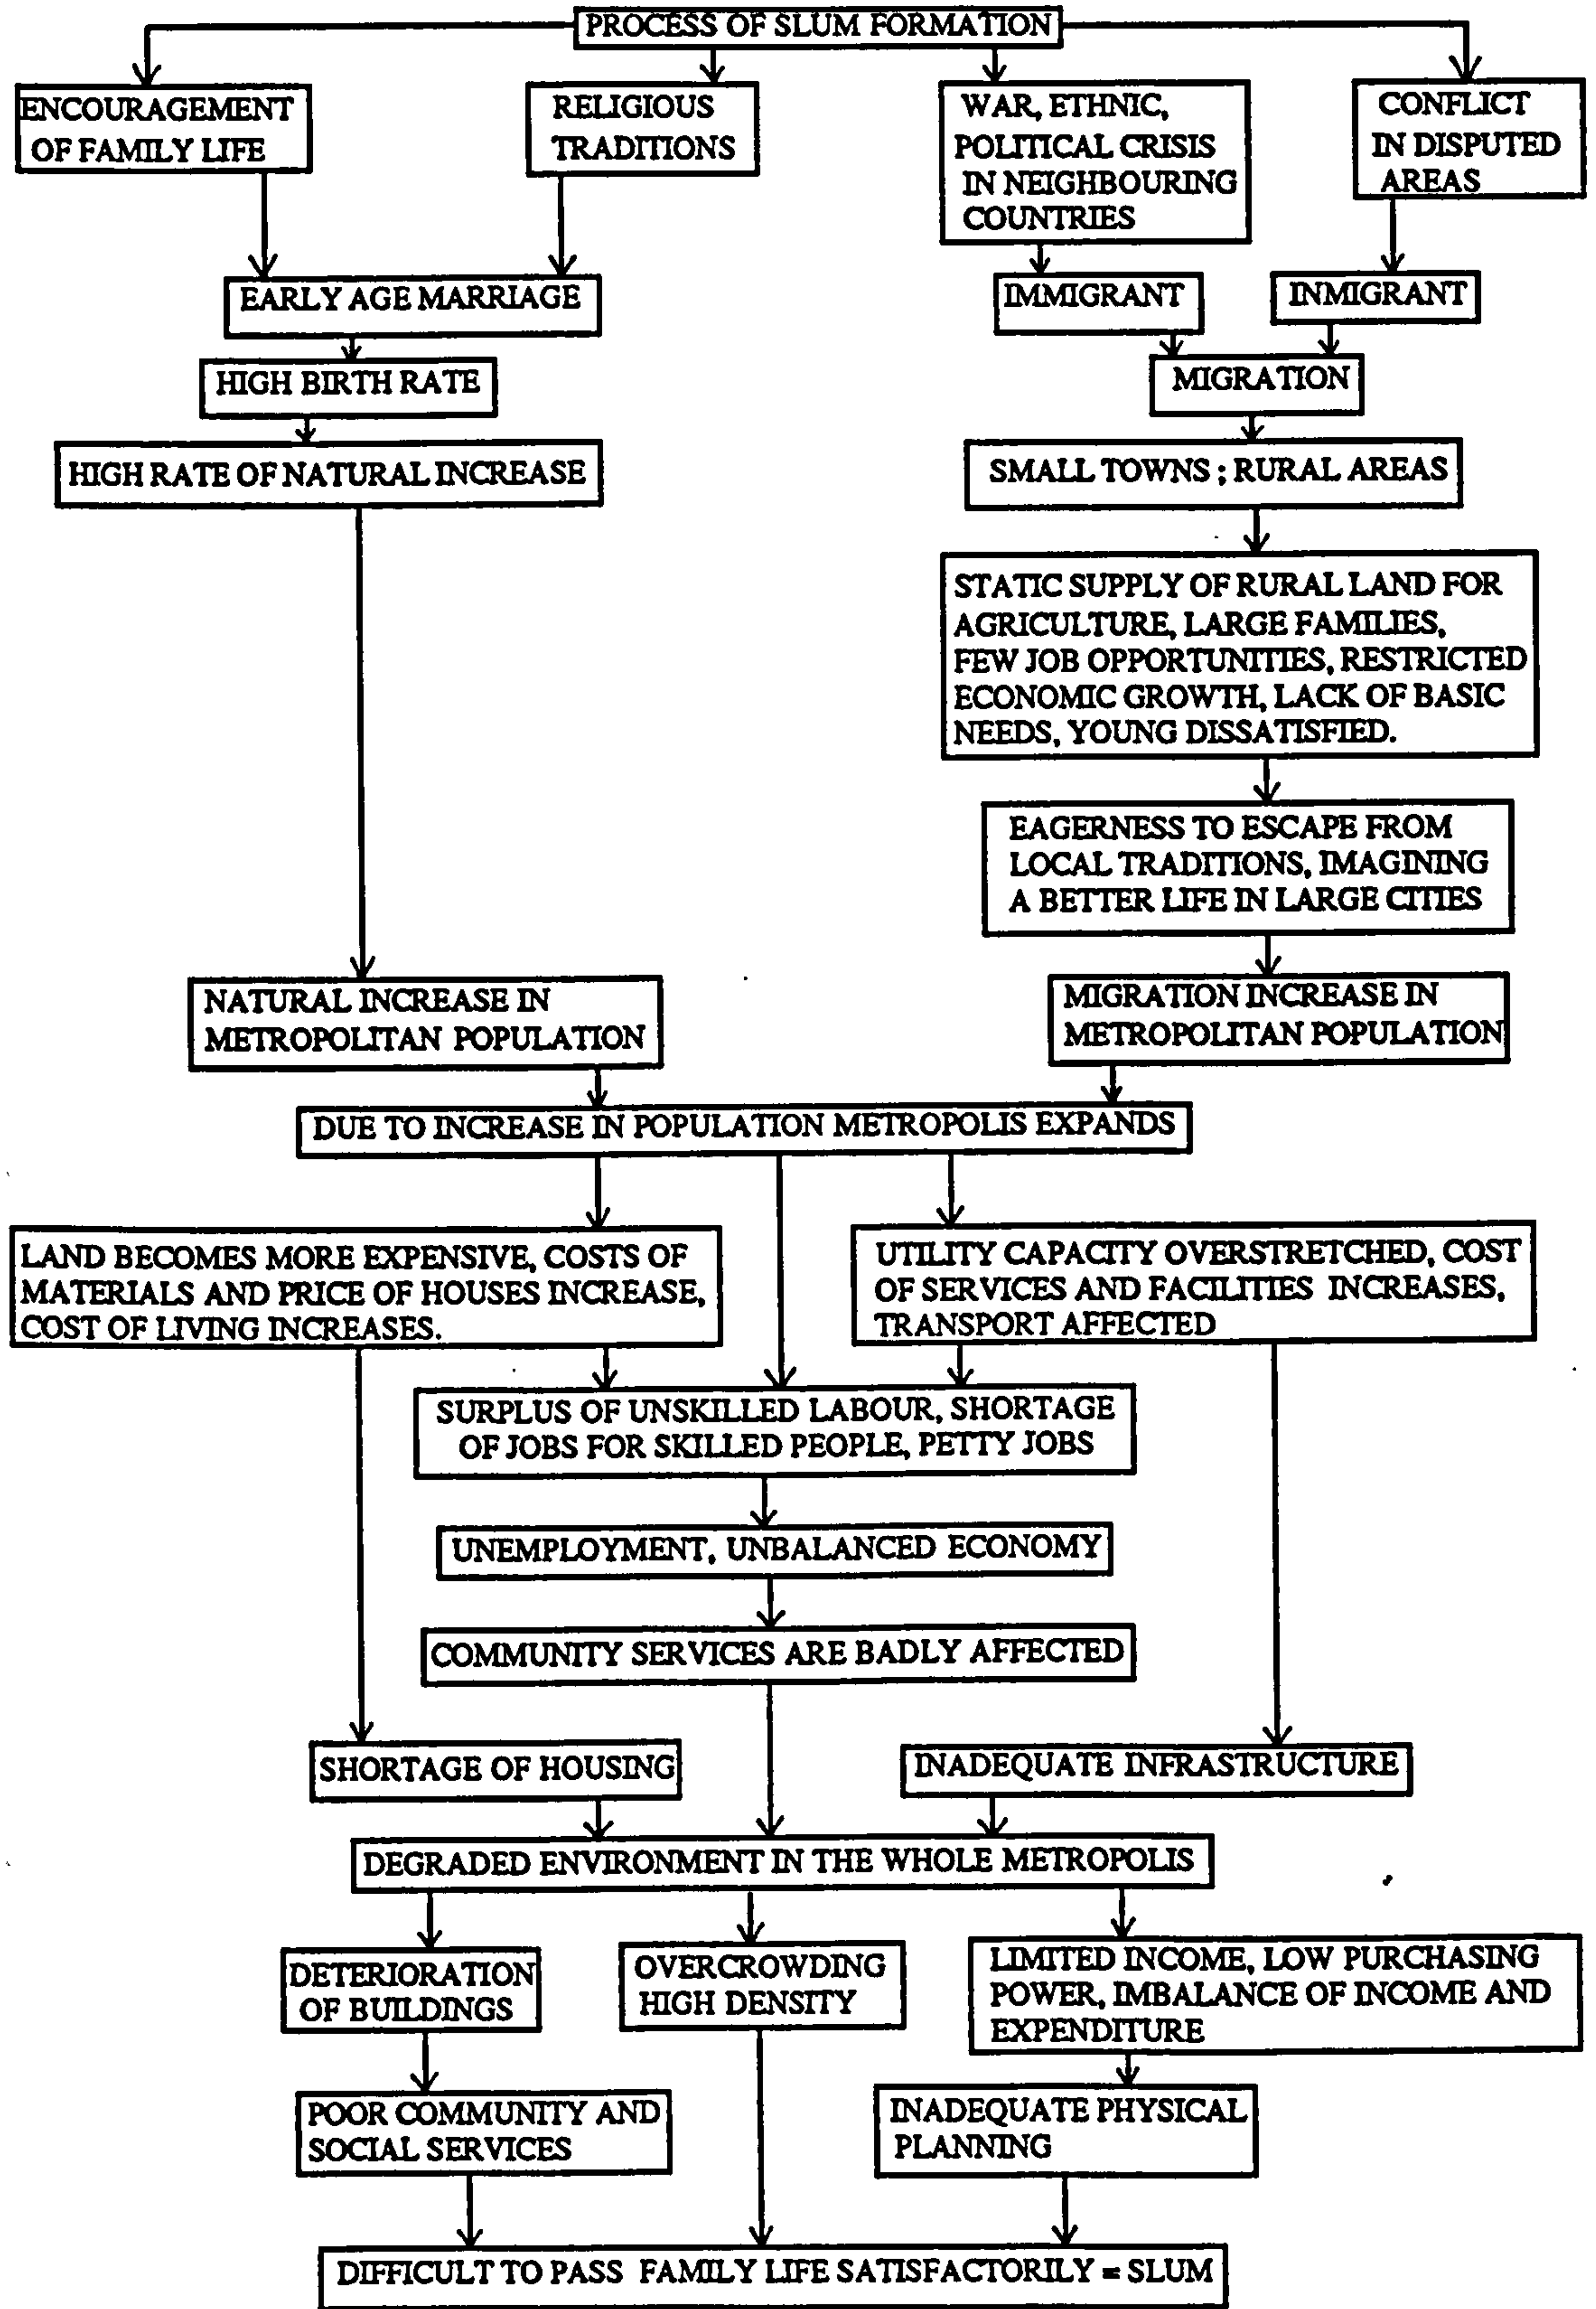 PROCESS OF SLUM FORMATION
ENCOURAGEMENT
OF FAMILY LIFE
RELIGIOUS
TRADITIONS
WAR, ETHNIC,
POLITICAL CRISIS
IN NEIGHBOURING
COUNTRIES
CONFLICT
IN DISPUTED
AREAS
EARLY AGE MARRIAGE
IMMIGRANT
INMIGRANT
HIGH BIRTH RATE
MIGRATION
HIGH RATE OF NATURAL INCREASE
SMALL TOWNS ; RURAL AREAS
STATIC SUPPLY OF RURAL LAND FOR
AGRICULTURE, LARGE FAMILIES,
FEW JOB OPPORTUNITIES, RESTRICTED
ECONOMIC GROWTH, LACK OF BASIC
NEEDS, YOUNG DISSATISFIED.
EAGERNESS TO ESCAPE FROM
LOCAL TRADITIONS, IMAGINING
A BETTER LIFE IN LARGE CITIES
NATURAL INCREASE IN
METROPOLITAN POPULATION
MIGRATION INCREASE IN
METROPOLITAN POPULATION
DUE TO INCREASE IN POPULATION METROPOLIS EXPANDS
LAND BECOMES MORE EXPENSIVE, COSTS OF
MATERIALS AND PRICE OF HOUSES INCREASE,
COST OF LIVING INCREASES.
UTILITY CAPACITY OVERSTRETCHED, COST
OF SERVICES AND FACILITIES INCREASES,
TRANSPORT AFFECTED
SURPLUS OF UNSKILLED LABOUR, SHORTAGE
OF JOBS FOR SKILLED PEOPLE, PETTY JOBS
UNEMPLOYMENT, UNBALANCED ECONOMY
COMMUNITY SERVICES ARE BADLY AFFECTED
SHORTAGE OF HOUSING
INADEQUATE INFRASTRUCTURE
DEGRADED ENVIRONMENT IN THE WHOLE METROPOLIS
DETERIORATION
OF BUILDINGS
OVERCROWDING
HIGH DENSITY
LIMITED INCOME, LOW PURCHASING
POWER, IMBALANCE OF INCOME AND
EXPENDITURE
POOR COMMUNITY AND
SOCIAL SERVICES
INADEQUATE PHYSICAL
PLANNING
DIFFICULT TO PASS FAMILY LIFE SATISFACTORILY = SLUM